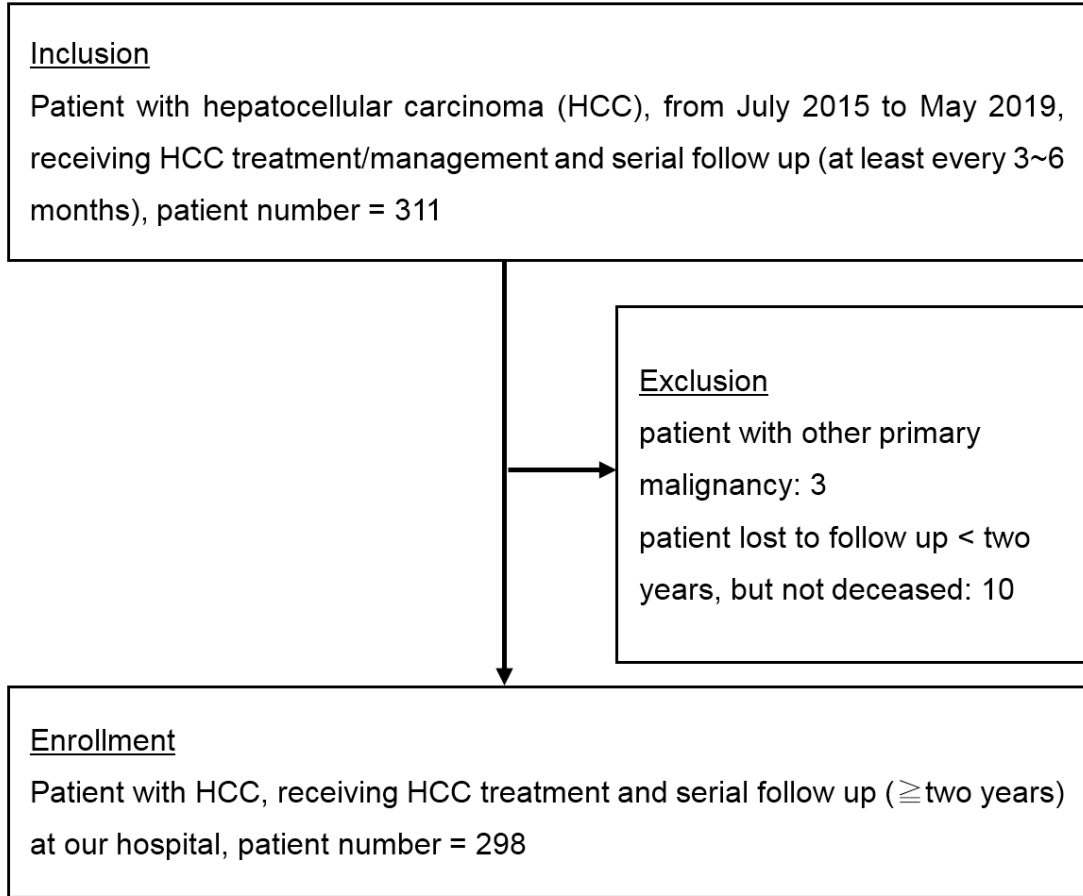 Inclusion
Patient with hepatocellular carcinoma (HCC), from July 2015 to May 2019,
receiving HCC treatment/management and serial follow up (at least every 3~6
months), patient number = 311
Exclusion
patient with other primary
malignancy: 3
patient lost to follow up < two
years, but not deceased: 10
Enrollment
Patient with HCC, receiving HCC treatment and serial follow up (≧two years)
at our hospital, patient number = 298